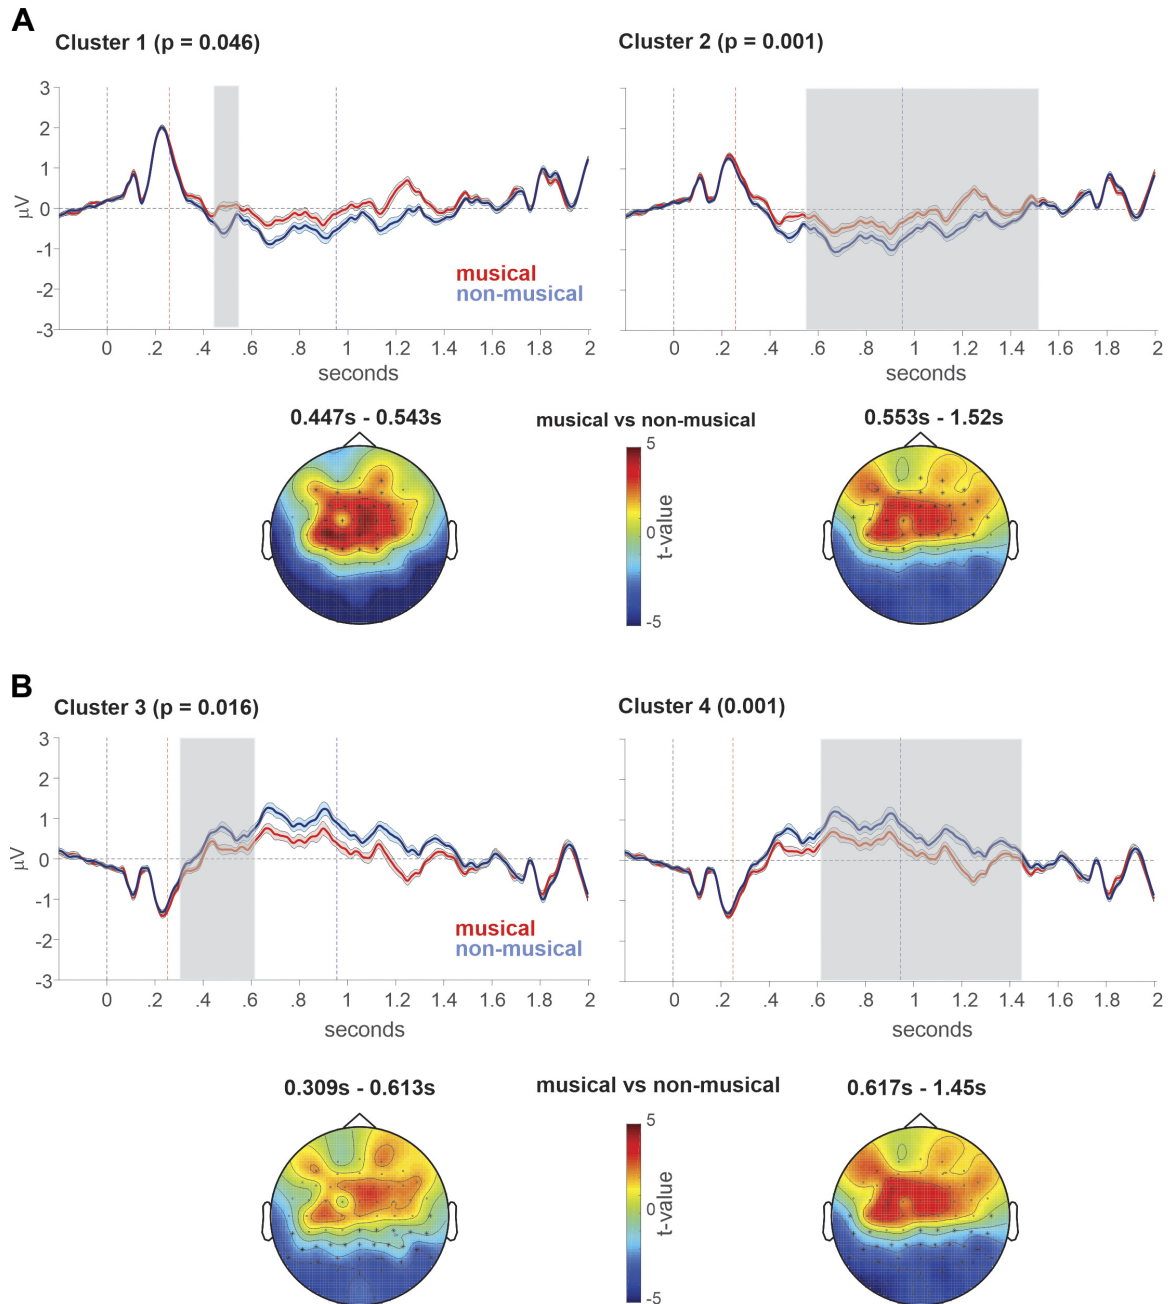 A
Cluster 1 (p = 0.046)
Cluster 2 (p = 0.001)
3
2
1
0
-1
-2
-3
µV
musical
non-musical
0 .2 .4 .6 .8 1 1.2 1.4 1.6 1.8 2
seconds
0 .2 .4 .6 .8 1 1.2 1.4 1.6 1.8 2
seconds
0.447s - 0.543s
musical vs non-musical
0.553s - 1.52s
5
0
-5
t-value
B
Cluster 3 (p = 0.016)
Cluster 4 (0.001)
3
2
1
0
-1
-2
-3
µV
musical
non-musical
0 .2 .4 .6 .8 1 1.2 1.4 1.6 1.8 2
seconds
0 .2 .4 .6 .8 1 1.2 1.4 1.6 1.8 2
seconds
0.309s - 0.613s
musical vs non-musical
0.617s - 1.45s
5
0
-5
t-value